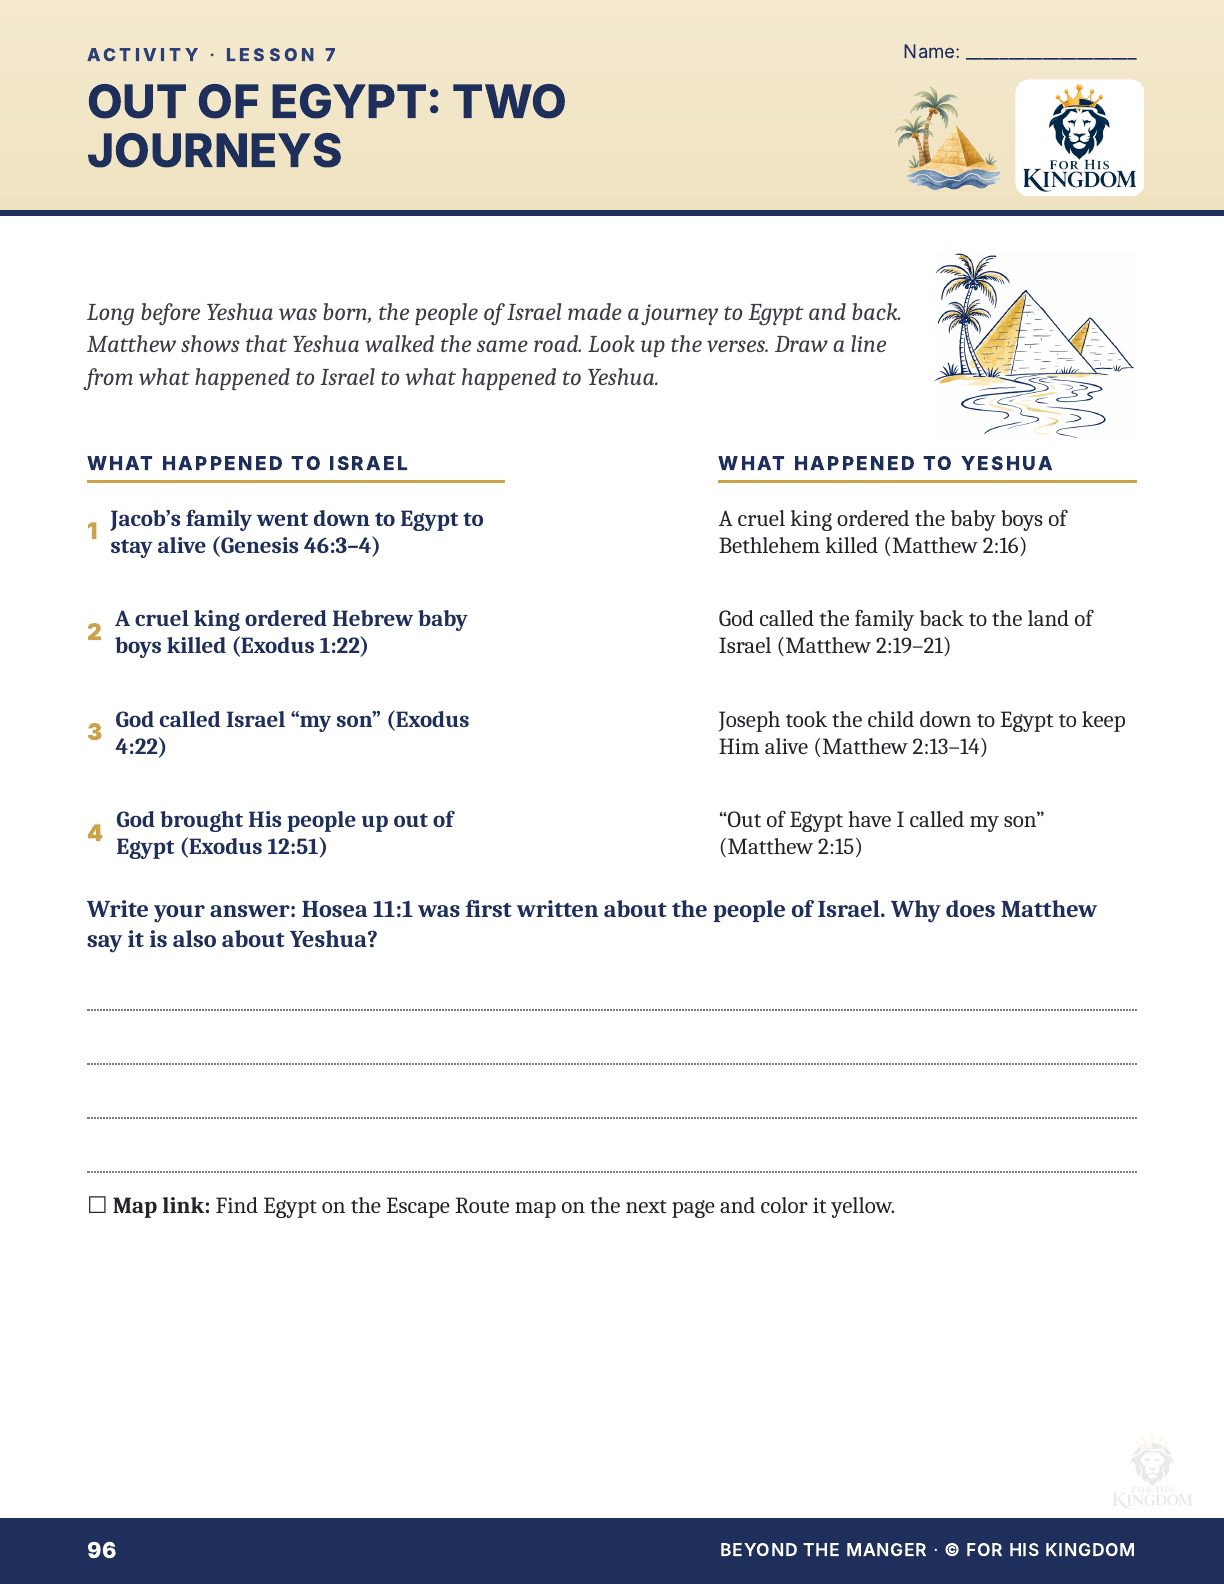 ACTIVITY · LESSON 7
Name: ___________________
OUT OF EGYPT: TWO
JOURNEYS
FOR HIS
KINGDOM
Long before Yeshua was born, the people of Israel made a journey to Egypt and back.
Matthew shows that Yeshua walked the same road. Look up the verses. Draw a line
from what happened to Israel to what happened to Yeshua.
WHAT HAPPENED TO ISRAEL
1 Jacob’s family went down to Egypt to
stay alive (Genesis 46:3–4)
2 A cruel king ordered Hebrew baby
boys killed (Exodus 1:22)
3 God called Israel “my son” (Exodus
4:22)
4 God brought His people up out of
Egypt (Exodus 12:51)
WHAT HAPPENED TO YESHUA
A cruel king ordered the baby boys of
Bethlehem killed (Matthew 2:16)
God called the family back to the land of
Israel (Matthew 2:19–21)
Joseph took the child down to Egypt to keep
Him alive (Matthew 2:13–14)
“Out of Egypt have I called my son”
(Matthew 2:15)
Write your answer: Hosea 11:1 was first written about the people of Israel. Why does Matthew
say it is also about Yeshua?
☐ Map link: Find Egypt on the Escape Route map on the next page and color it yellow.
FOR HIS
KINGDOM
96
BEYOND THE MANGER · © FOR HIS KINGDOM